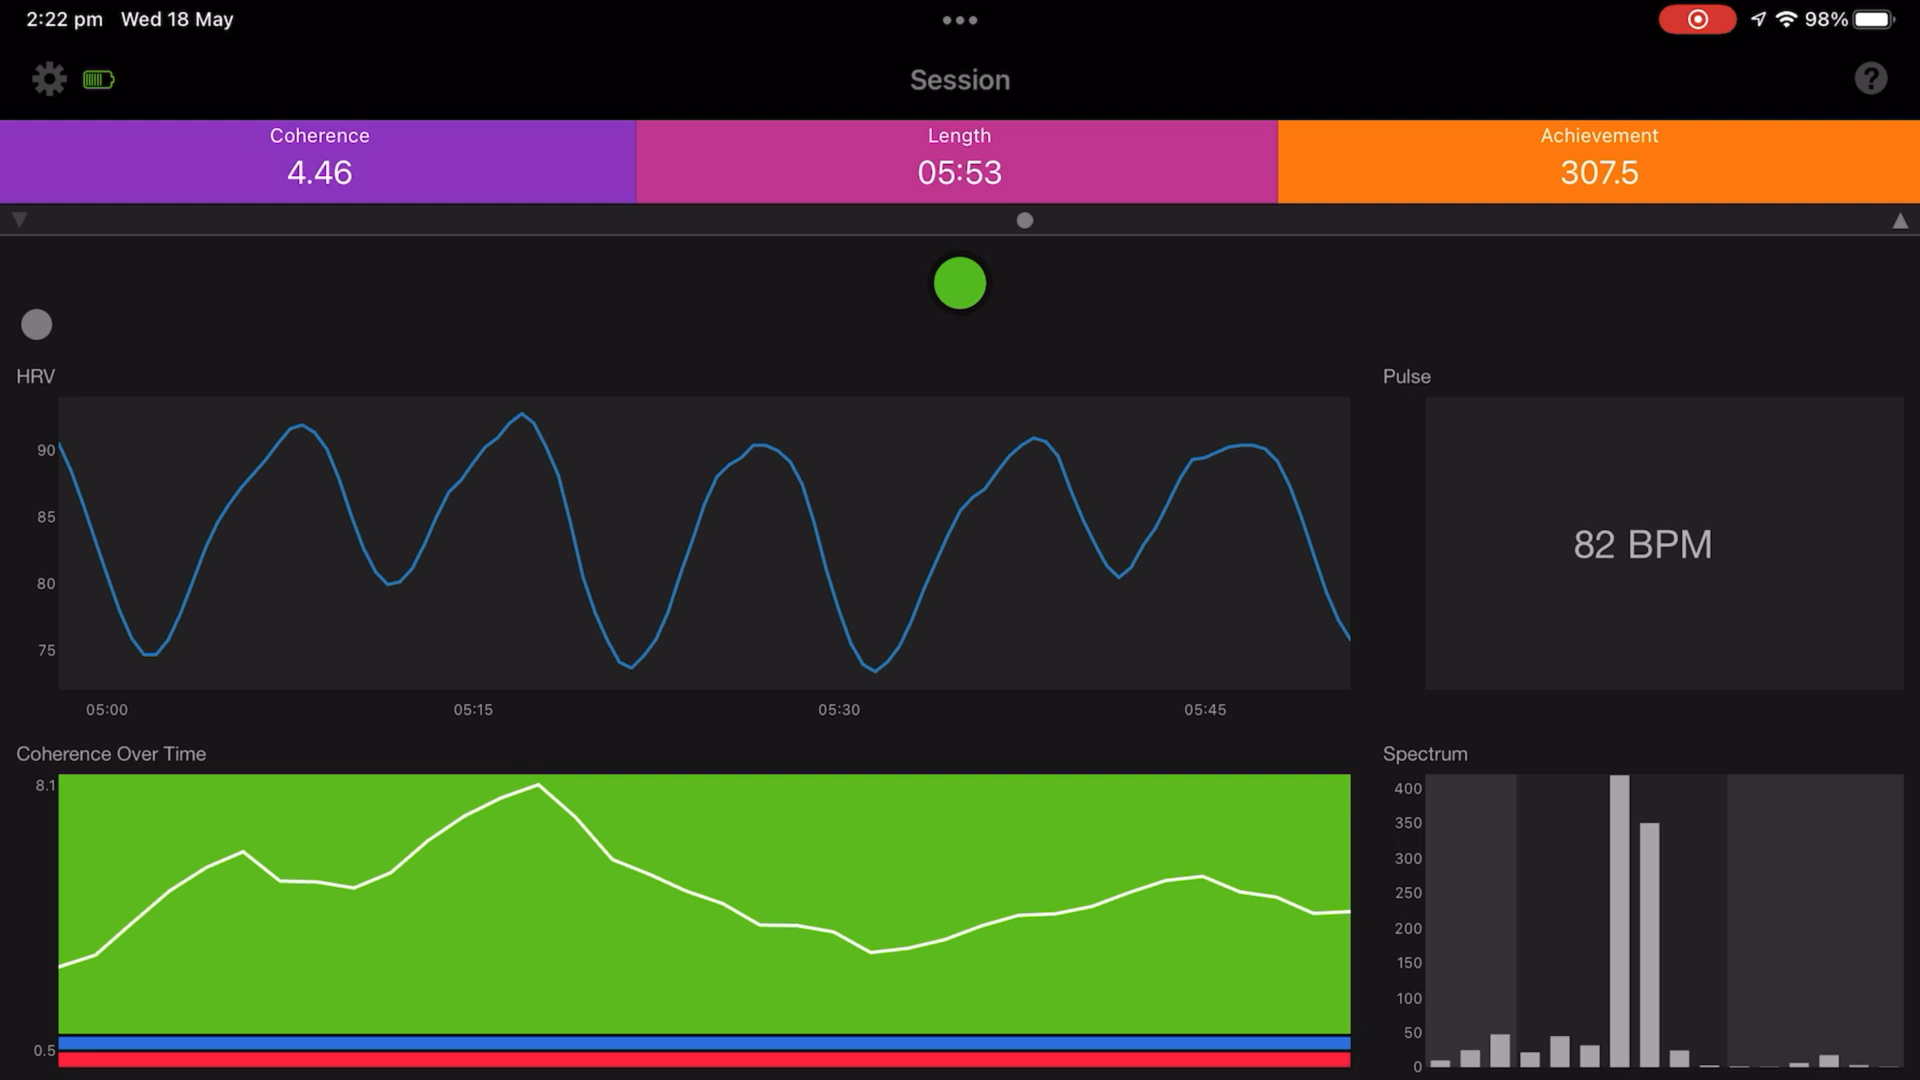 2:22 pm Wed 18 May
98%
Session
?
Coherence Length Achievement
4.46 05:53 307.5
HRV
90
85
80
75
05:00 05:15 05:30 05:45
Pulse
82 BPM
Coherence Over Time
8.1
0.5
Spectrum
400
350
300
250
200
150
100
50
0